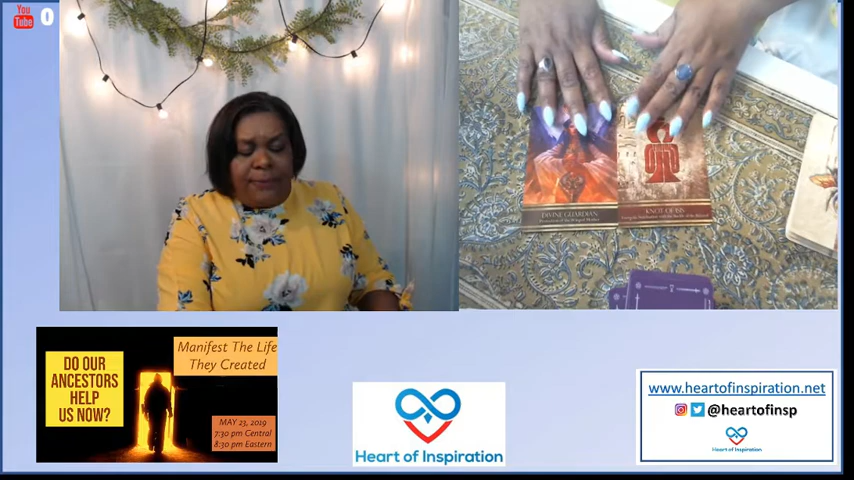 You
Tube
0
DIVINE GUARDIAN
KNOT OF ISIS
DO OUR
ANCESTORS
HELP
US NOW?
Manifest The Life
They Created
MAY 23, 2019
7:30 pm Central
8:30 pm Eastern
Heart of Inspiration
www.heartofinspiration.net
@heartofinsp
Heart of Inspiration